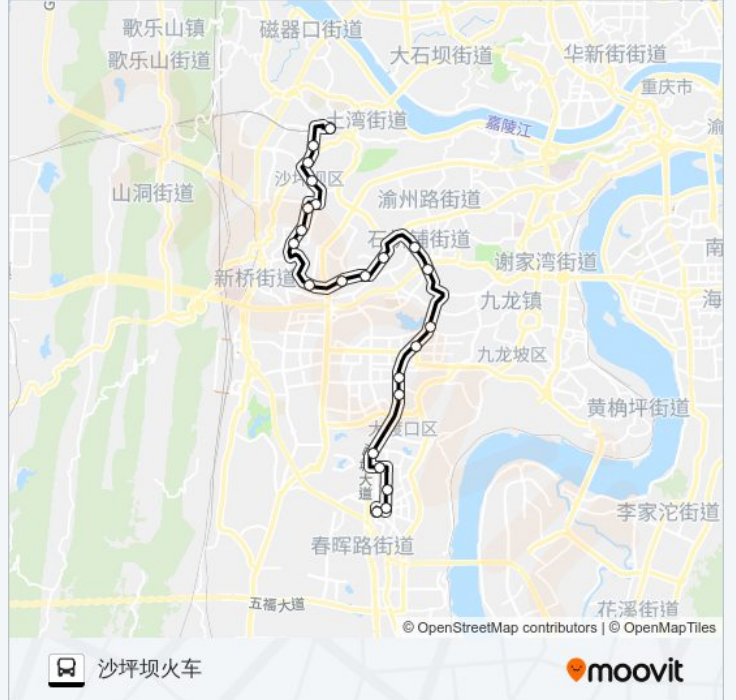 G
歌乐山镇
磁器口街道
歌乐山街道
大石坝街道
华新街街道
重庆市
土湾街道
嘉陵江
渝
沙坪坝区
山洞街道
渝州路街道
石 铺街道
南
新桥街道
谢家湾街道
海
九龙镇
九龙坡区
黄桷坪街道
大渡口区
大道
李家沱街道
春晖路街道
五福大道
花溪街道
© OpenStreetMap contributors | © OpenMapTiles
沙坪坝火车
moovit